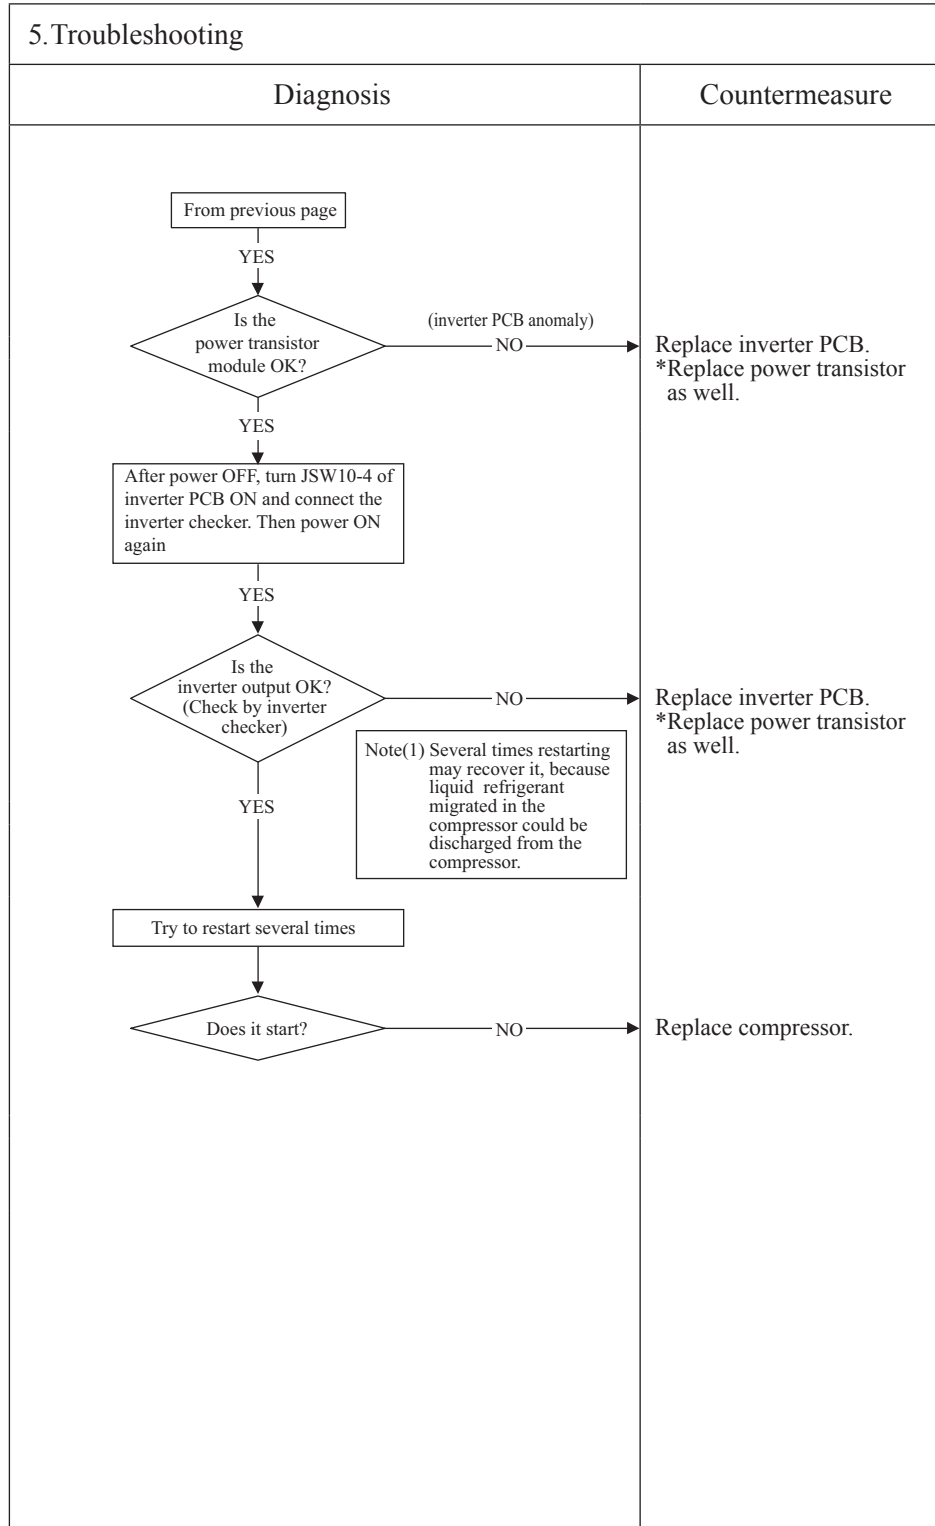 5.Troubleshooting
Diagnosis
Countermeasure
From previous page
YES
Is the
power transistor
module OK?
(inverter PCB anomaly)
NO
Replace inverter PCB.
*Replace power transistor
as well.
YES
After power OFF, turn JSW10-4 of
inverter PCB ON and connect the
inverter checker. Then power ON
again
YES
Is the
inverter output OK?
(Check by inverter
checker)
NO
Replace inverter PCB.
*Replace power transistor
as well.
Note(1) Several times restarting
may recover it, because
liquid refrigerant
migrated in the
compressor could be
discharged from the
compressor.
YES
Try to restart several times
Does it start?
NO
Replace compressor.